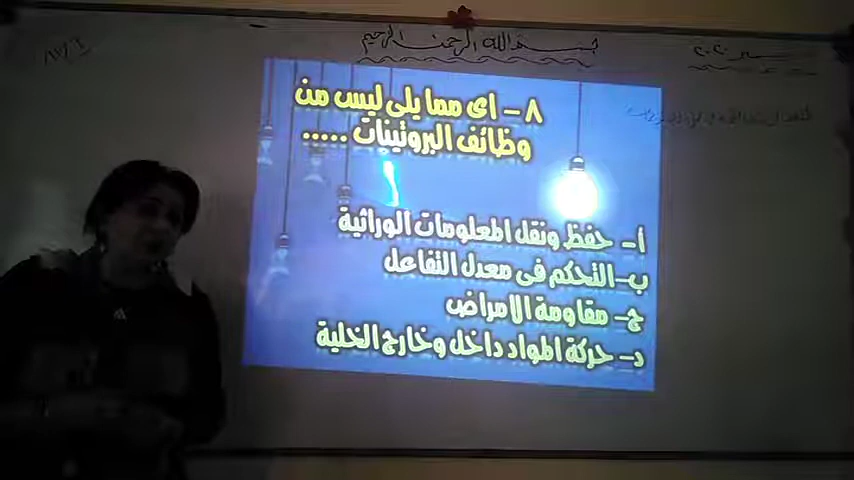 بسم الله الرحمن الرحيم
٨ – اى مما يلى ليس من
وظائف البروتينات .....
أ– حفظ ونقل المعلومات الوراثية
ب– التحكم فى معدل التفاعل
ج– مقاومة الامراض
د– حركة المواد داخل وخارج الخلية